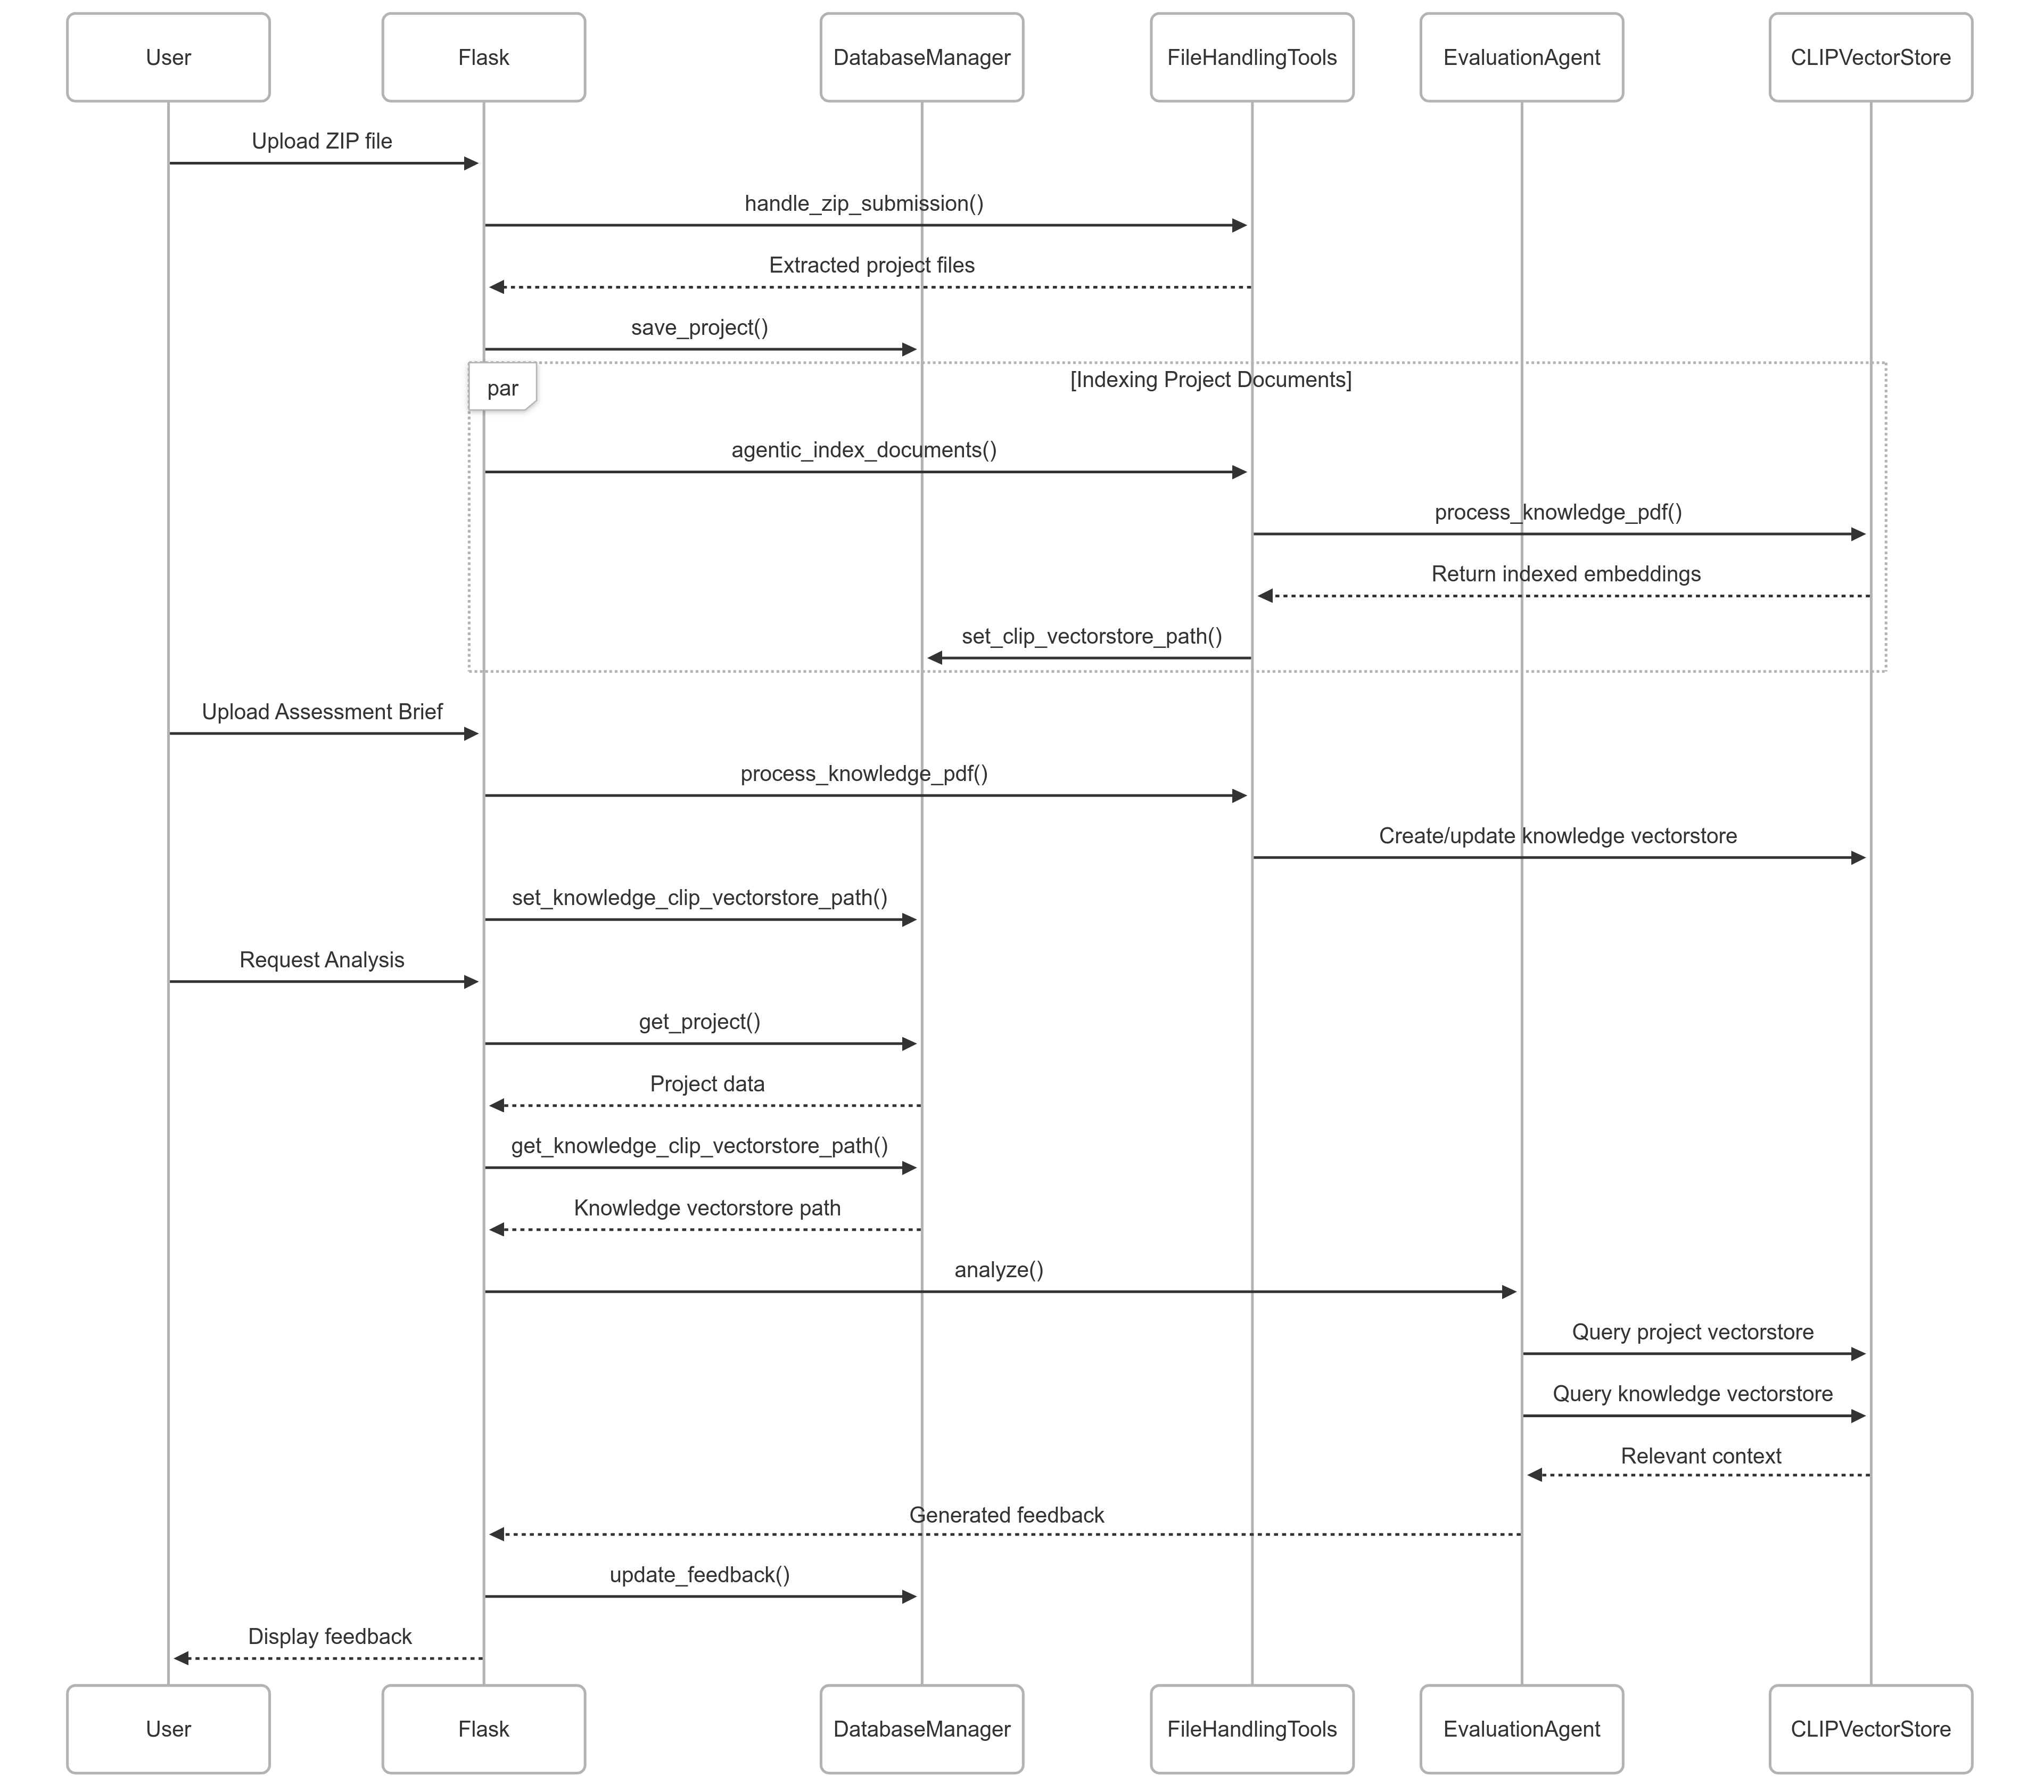 User
Flask
DatabaseManager
FileHandlingTools
EvaluationAgent
CLIPVectorStore
Upload ZIP file
handle_zip_submission()
Extracted project files
save_project()
par
[Indexing Project Documents]
agentic_index_documents()
process_knowledge_pdf()
Return indexed embeddings
set_clip_vectorstore_path()
Upload Assessment Brief
process_knowledge_pdf()
Create/update knowledge vectorstore
set_knowledge_clip_vectorstore_path()
Request Analysis
get_project()
Project data
get_knowledge_clip_vectorstore_path()
Knowledge vectorstore path
analyze()
Query project vectorstore
Query knowledge vectorstore
Relevant context
Generated feedback
update_feedback()
Display feedback
User
Flask
DatabaseManager
FileHandlingTools
EvaluationAgent
CLIPVectorStore